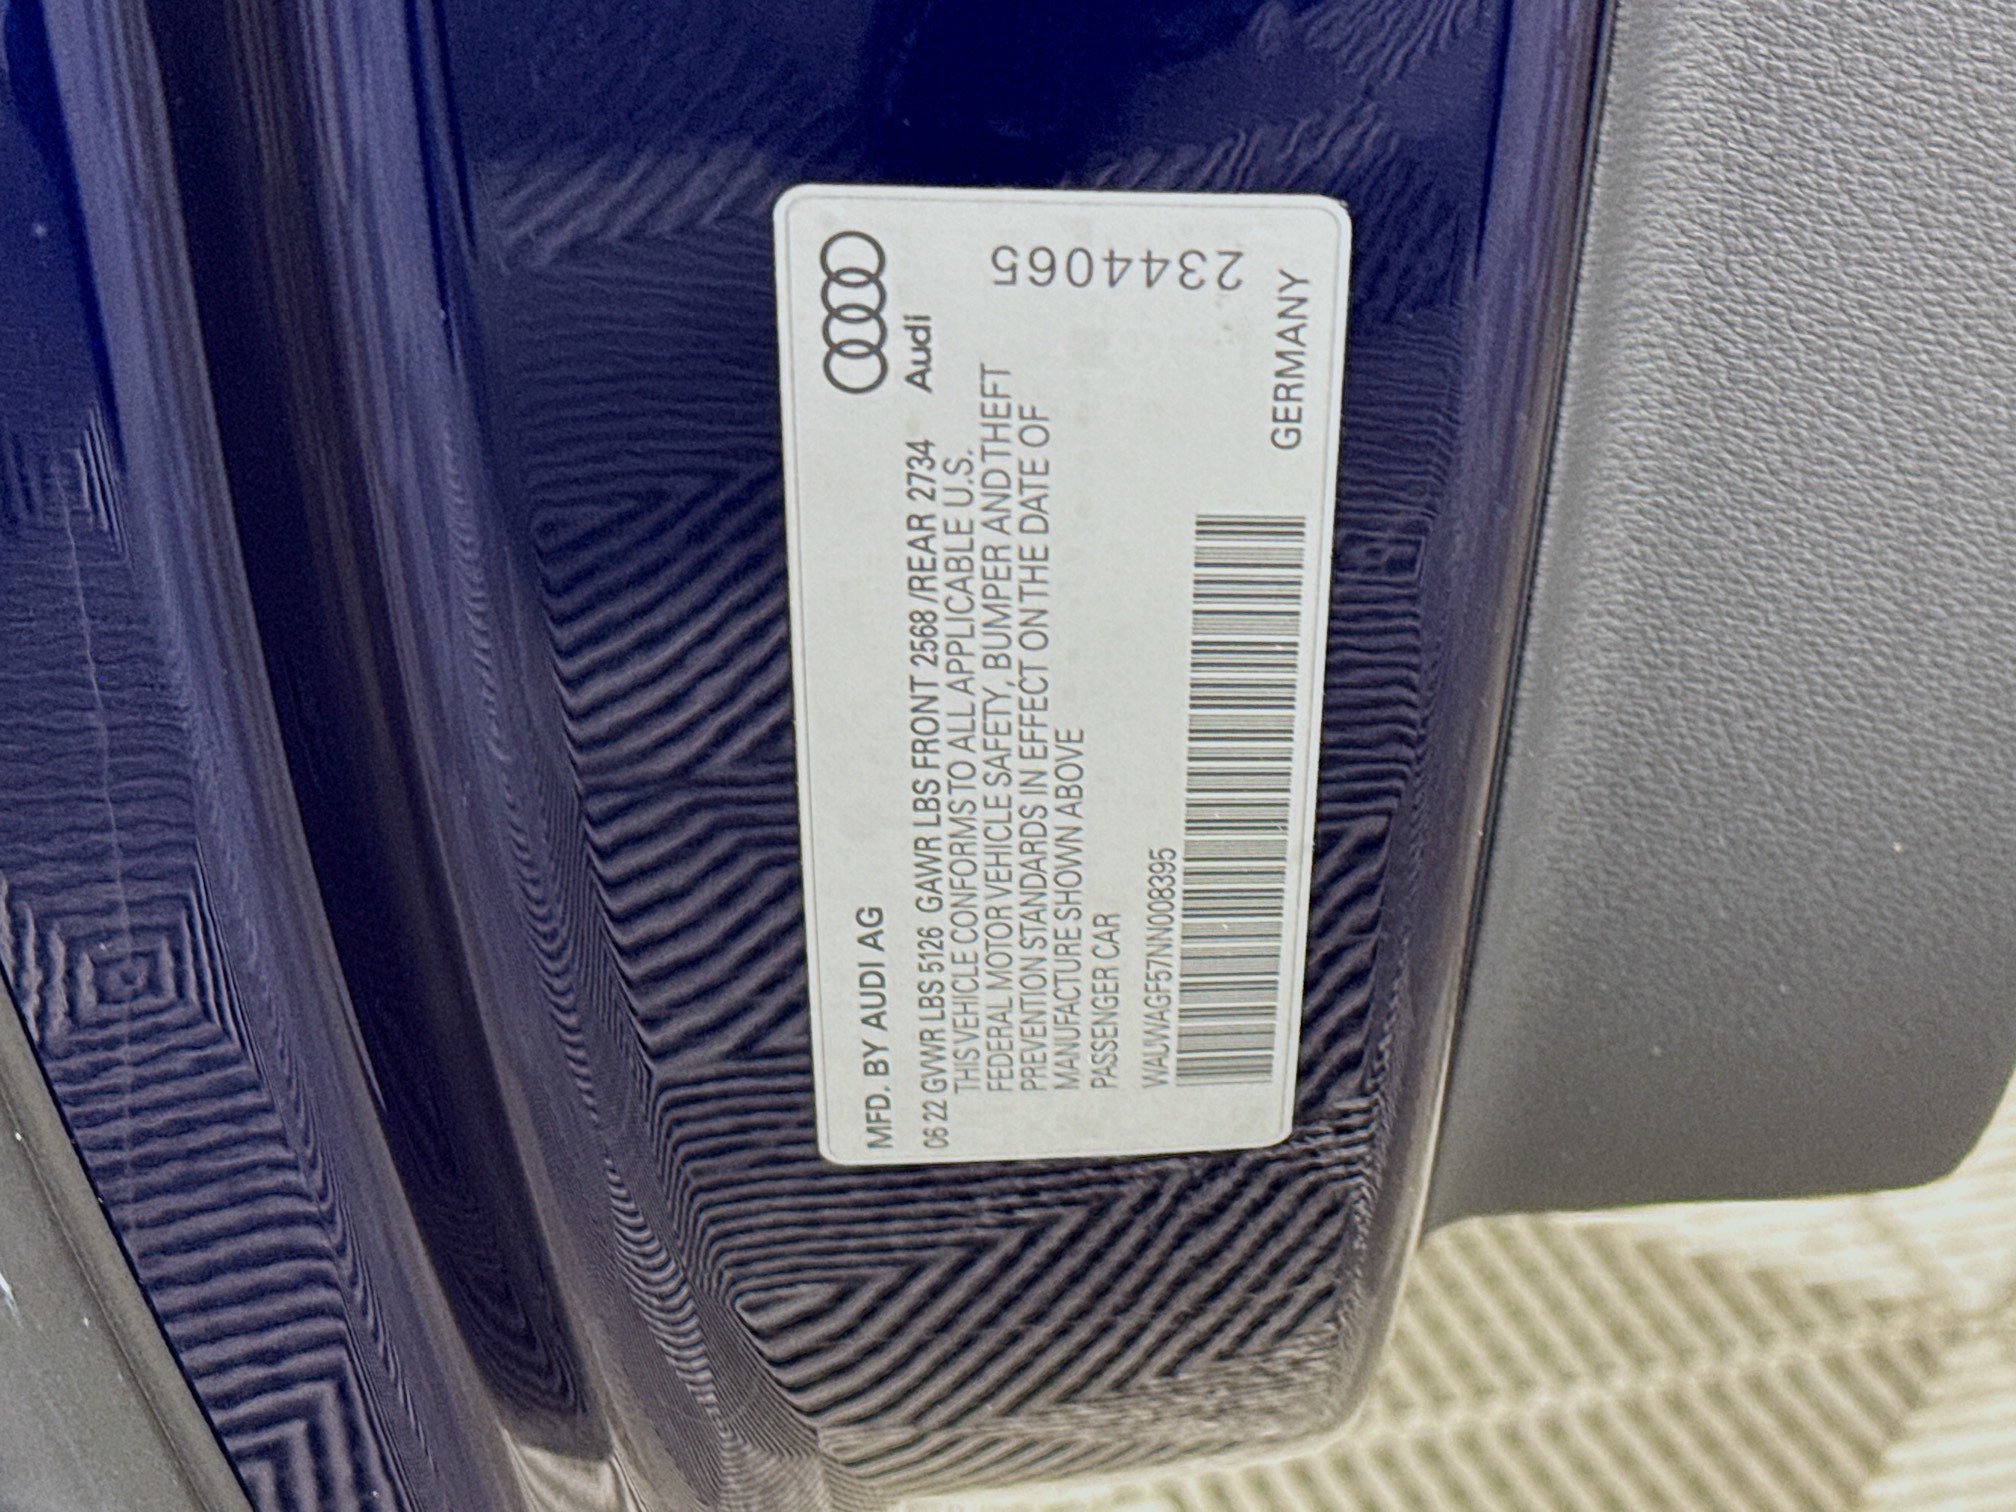 MFD. BY AUDI AG
06 22 GVWR LBS 5126 GAWR LBS FRONT 2568 /REAR 2734
Audi
THIS VEHICLE CONFORMS TO ALL APPLICABLE U.S.
FEDERAL MOTOR VEHICLE SAFETY, BUMPER AND THEFT
PREVENTION STANDARDS IN EFFECT ON THE DATE OF
MANUFACTURE SHOWN ABOVE
PASSENGER CAR
2344065
WAUWAGF57NN008395
GERMANY